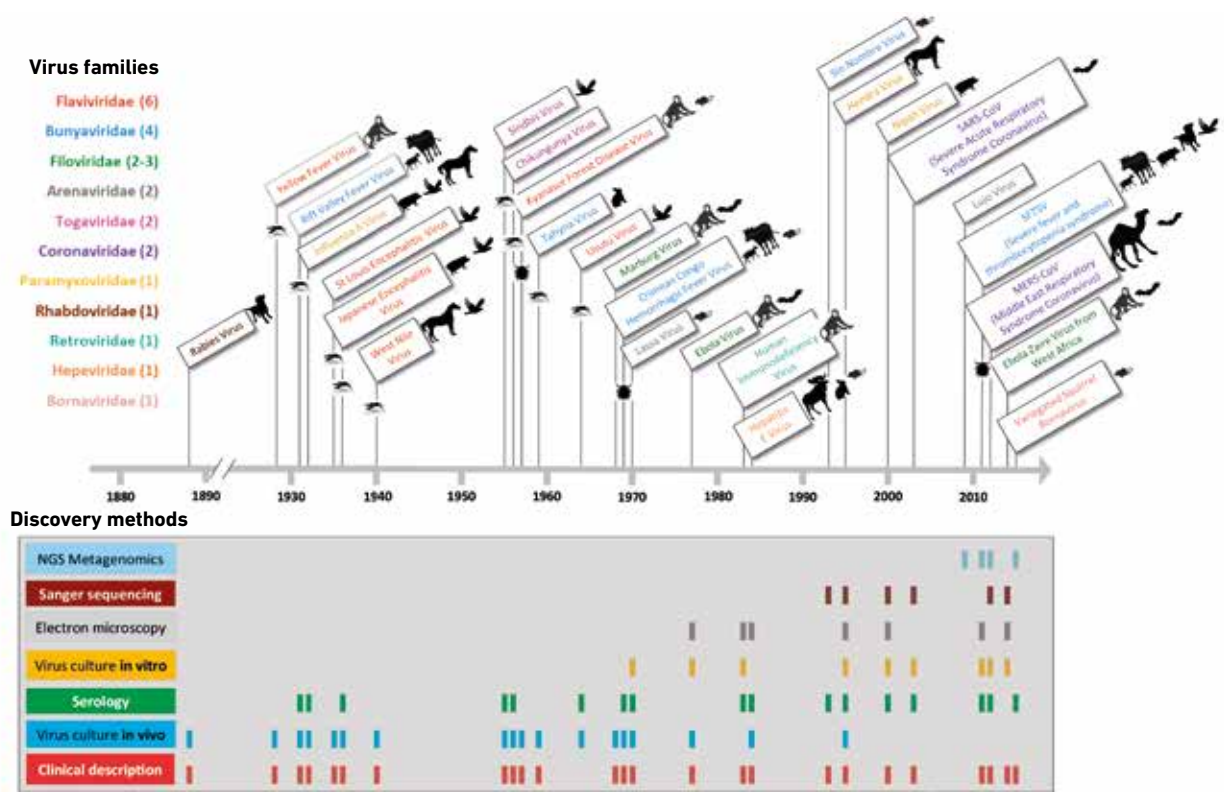 Virus families
Flaviviridae (6)
Bunyaviridae (4)
Filoviridae (2-3)
Arenaviridae (2)
Togaviridae (2)
Coronaviridae (2)
Paramyxoviridae (1)
Rhabdoviridae (1)
Retroviridae (1)
Hepeviridae (1)
Bornaviridae (1)
Rabies Virus
Yellow Fever Virus
Rift Valley Fever Virus
Influenza A Virus
St Louis Encephalitis Virus
Japanese Encephalitis
Virus
West Nile
Virus
Sindbis Virus
Chikungunya Virus
Kyanasur Forest Disease Virus
Tahyna Virus
Usutu Virus
Marburg Virus
Crimean Congo
Hemorrhagic Fever Virus
Lassa Virus
Ebola Virus
Human
Immunodeficiency
Virus
Hepatitis
E Virus
Sin Nombre Virus
Hendra Virus
Nipah Virus
SARS-CoV
(Severe Acute Respiratory
Syndrome Coronavirus)
Lujo Virus
SFTSV
(Severe fever and
thrombocytopenia syndrome)
MERS-CoV
(Middle East Respiratory
Syndrome Coronavirus)
Ebola Zaire Virus from
West Africa
Variegated Squirrel
Bornavirus
1880 1890 1930 1940 1950 1960 1970 1980 1990 2000 2010
Discovery methods
NGS Metagenomics
Sanger sequencing
Electron microscopy
Virus culture in vitro
Serology
Virus culture in vivo
Clinical description